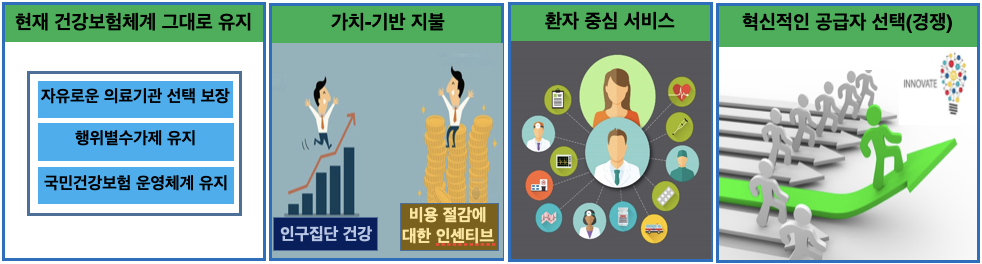 현재 건강보험체계 그대로 유지
자유로운 의료기관 선택 보장
행위별수가제 유지
국민건강보험 운영체계 유지
가치-기반 지불
인구집단 건강
비용 절감에
대한 인센티브
환자 중심 서비스
혁신적인 공급자 선택(경쟁)
INNOVATE